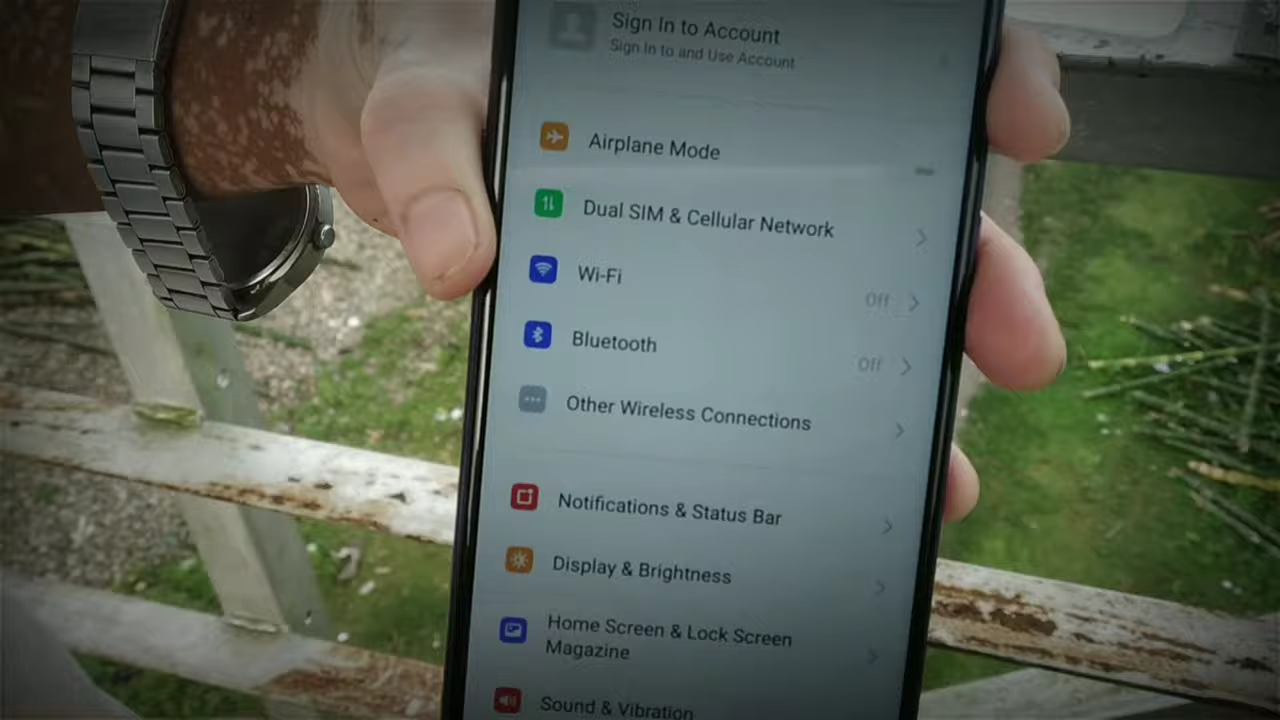 Sign In to Account
Sign In to and Use Account
Airplane Mode
Dual SIM & Cellular Network
Wi-Fi
Off
Bluetooth
Off
Other Wireless Connections
Notifications & Status Bar
Display & Brightness
Home Screen & Lock Screen
Magazine
Sound & Vibration